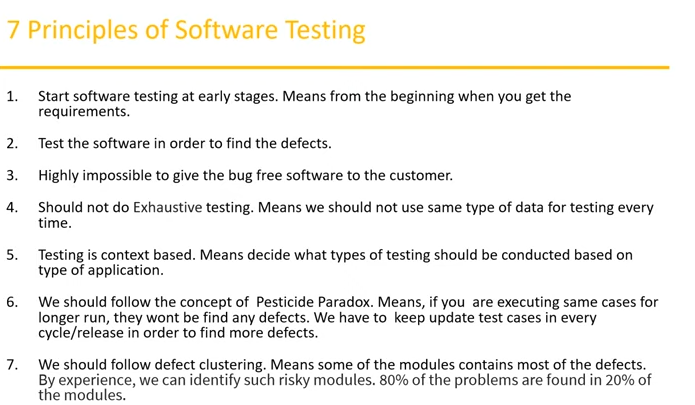 7 Principles of Software Testing
1. Start software testing at early stages. Means from the beginning when you get the
requirements.
2. Test the software in order to find the defects.
3. Highly impossible to give the bug free software to the customer.
4. Should not do Exhaustive testing. Means we should not use same type of data for testing every
time.
5. Testing is context based. Means decide what types of testing should be conducted based on
type of application.
6. We should follow the concept of  Pesticide Paradox. Means, if you  are executing same cases for
longer run, they wont be find any defects. We have to  keep update test cases in every
cycle/release in order to find more defects.
7. We should follow defect clustering. Means some of the modules contains most of the defects.
By experience, we can identify such risky modules. 80% of the problems are found in 20% of
the modules.